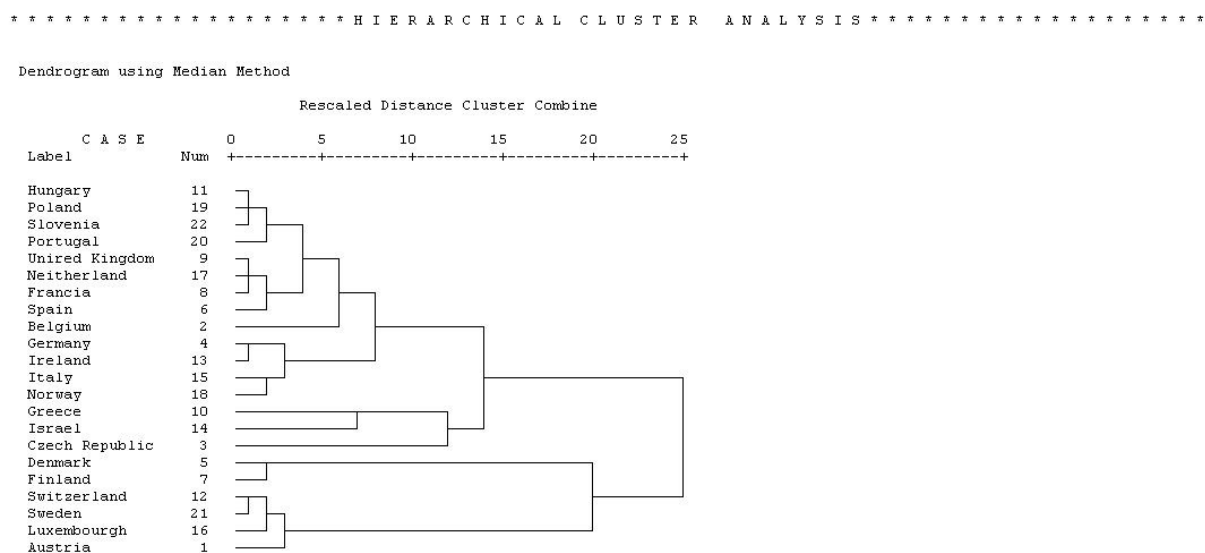 * * * * * * * * * * * * * * * * * * * H I E R A R C H I C A L   C L U S T E R   A N A L Y S I S * * * * * * * * * * * * * * * * * * *
Dendrogram using Median Method
Rescaled Distance Cluster Combine
C A S E 0 5 10 15 20 25
Label Num +---------+---------+---------+---------+---------+
Hungary 11
Poland 19
Slovenia 22
Portugal 20
Unired Kingdom 9
Neitherland 17
Francia 8
Spain 6
Belgium 2
Germany 4
Ireland 13
Italy 15
Norway 18
Greece 10
Israel 14
Czech Republic 3
Denmark 5
Finland 7
Switzerland 12
Sweden 21
Luxembourgh 16
Austria 1